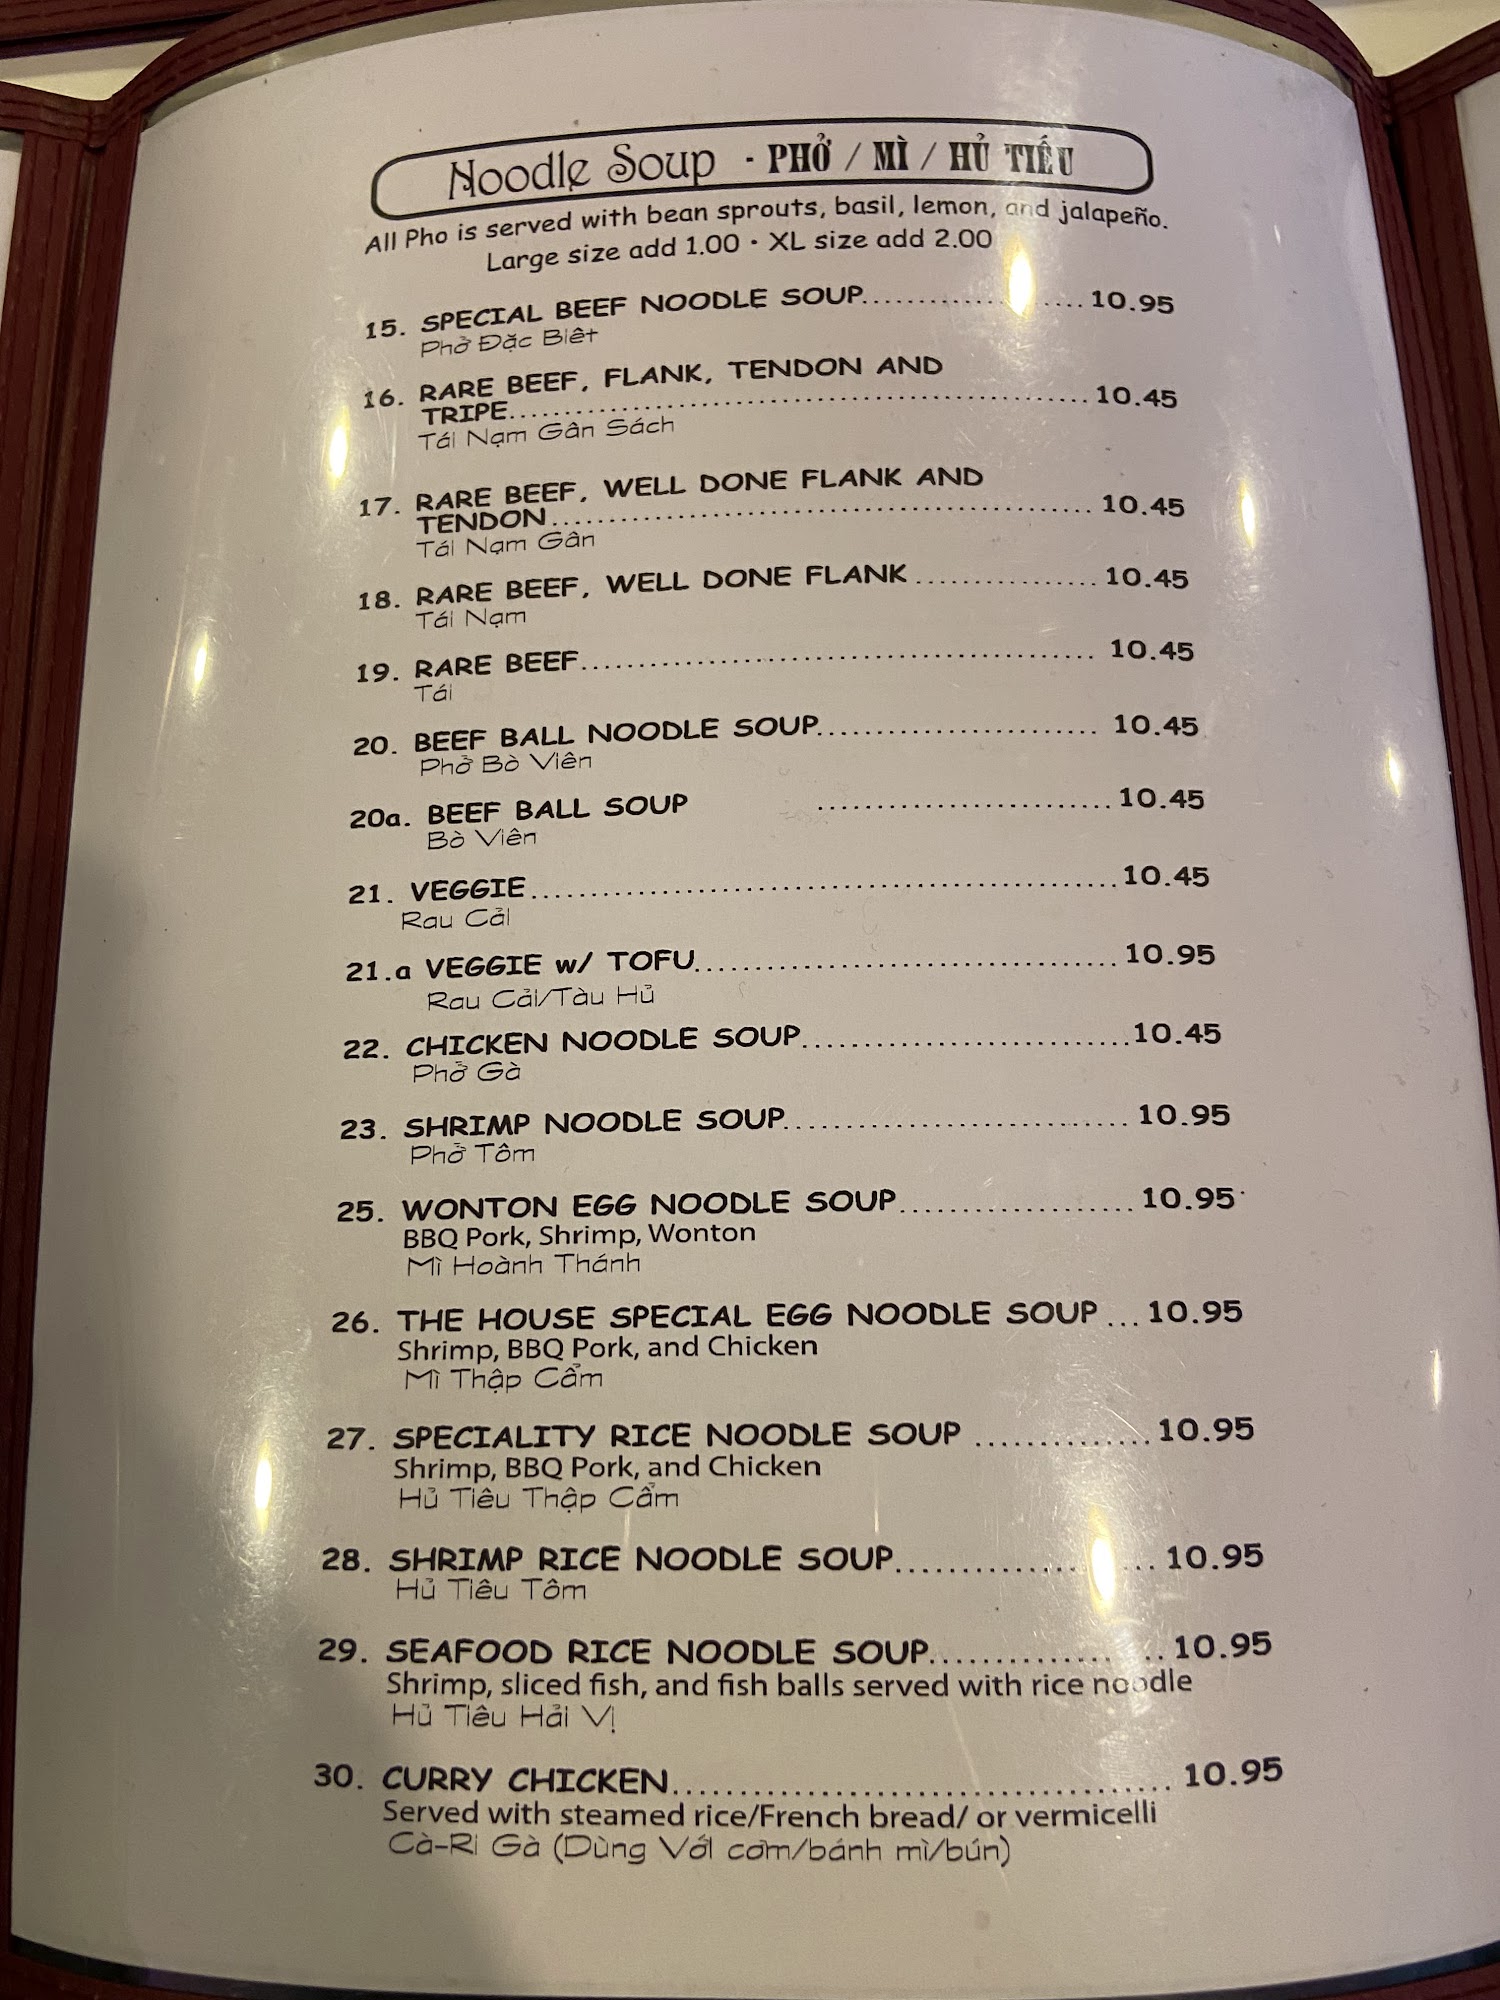 Noodle Soup - PHỞ / MÌ / HỦ TIẾU
All Pho is served with bean sprouts, basil, lemon, and jalapeño.
Large size add 1.00 • XL size add 2.00
15. SPECIAL BEEF NOODLE SOUP..................10.95
Phở Đặc Biêt
16. RARE BEEF, FLANK, TENDON AND
TRIPE..................10.45
Tái Nạm Gân Sách
17. RARE BEEF, WELL DONE FLANK AND
TENDON..................10.45
Tái Nạm Gân
18. RARE BEEF, WELL DONE FLANK..................10.45
Tái Nạm
19. RARE BEEF..................10.45
Tái
20. BEEF BALL NOODLE SOUP..................10.45
Phở Bò Viên
20a. BEEF BALL SOUP ..................10.45
Bò Viên
21. VEGGIE..................10.45
Rau Cải
21.a VEGGIE w/ TOFU..................10.95
Rau Cải/Tàu Hủ
22. CHICKEN NOODLE SOUP..................10.45
Phở Gà
23. SHRIMP NOODLE SOUP..................10.95
Phở Tôm
25. WONTON EGG NOODLE SOUP..................10.95
BBQ Pork, Shrimp, Wonton
Mì Hoành Thánh
26. THE HOUSE SPECIAL EGG NOODLE SOUP ...10.95
Shrimp, BBQ Pork, and Chicken
Mì Thập Cẩm
27. SPECIALITY RICE NOODLE SOUP ..................10.95
Shrimp, BBQ Pork, and Chicken
Hủ Tiêu Thập Cẩm
28. SHRIMP RICE NOODLE SOUP..................10.95
Hủ Tiêu Tôm
29. SEAFOOD RICE NOODLE SOUP..................10.95
Shrimp, sliced fish, and fish balls served with rice noodle
Hủ Tiêu Hải Vị
30. CURRY CHICKEN..................10.95
Served with steamed rice/French bread/ or vermicelli
Cà-Ri Gà (Dùng Với cơm/bánh mì/bún)